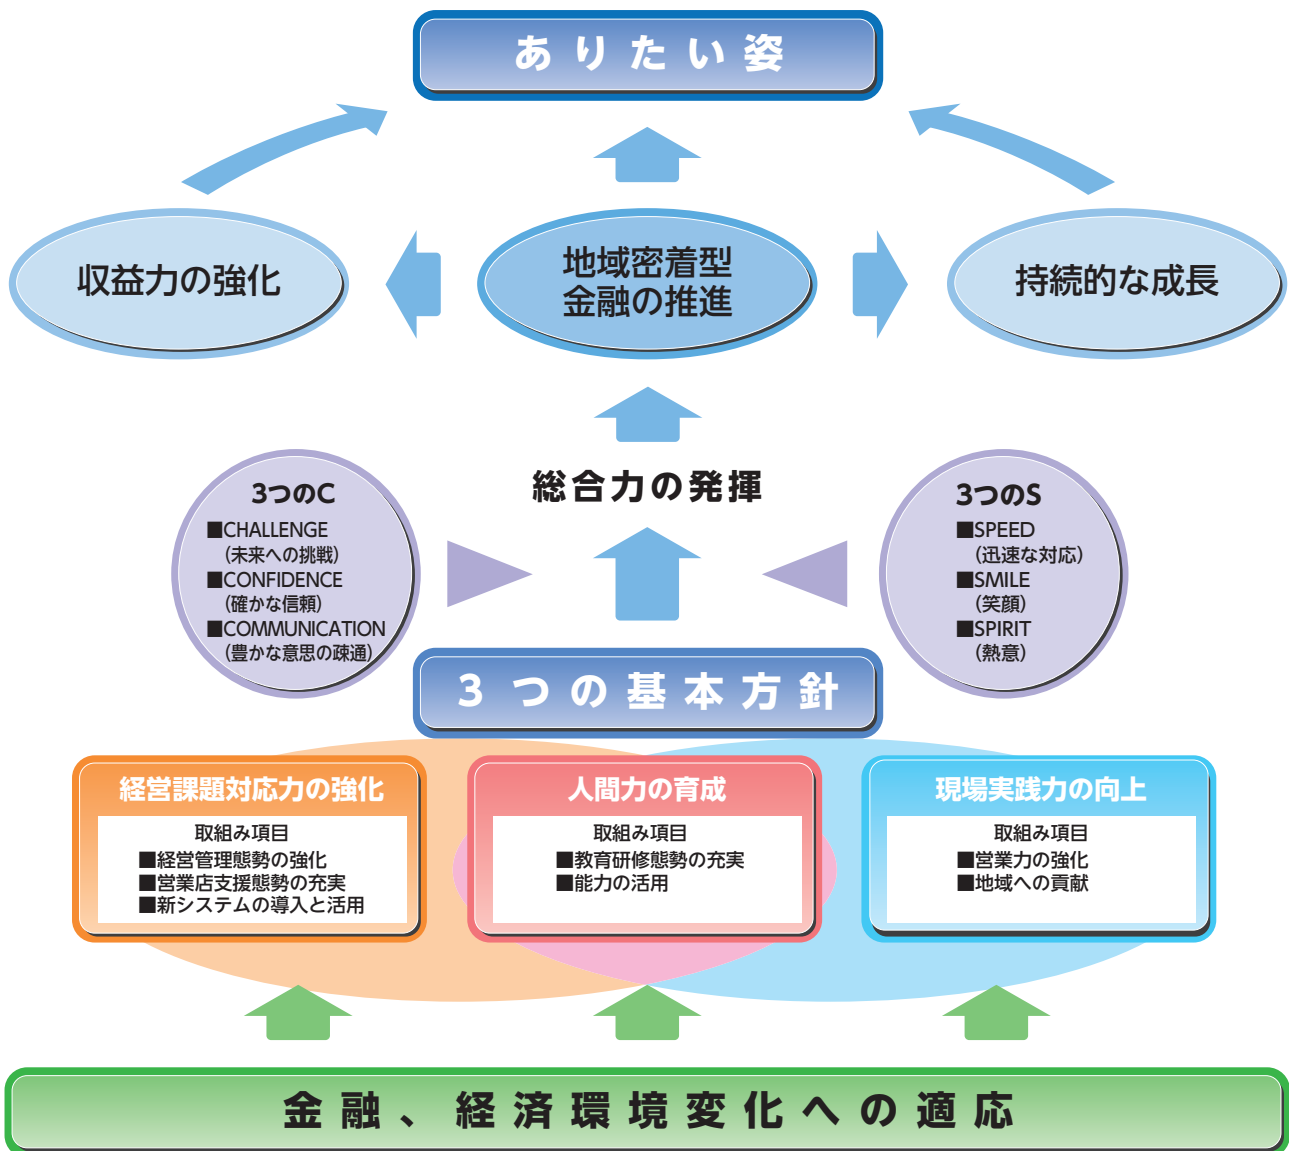 ありたい姿
収益力の強化
地域密着型
金融の推進
持続的な成長
総合力の発揮
3つのC
■CHALLENGE
(未来への挑戦)
■CONFIDENCE
(確かな信頼)
■COMMUNICATION
(豊かな意思の疎通)
3つのS
■SPEED
(迅速な対応)
■SMILE
(笑顔)
■SPIRIT
(熱意)
3つの基本方針
経営課題対応力の強化
取組み項目
■経営管理態勢の強化
■営業店支援態勢の充実
■新システムの導入と活用
人間力の育成
取組み項目
■教育研修態勢の充実
■能力の活用
現場実践力の向上
取組み項目
■営業力の強化
■地域への貢献
金融、経済環境変化への適応